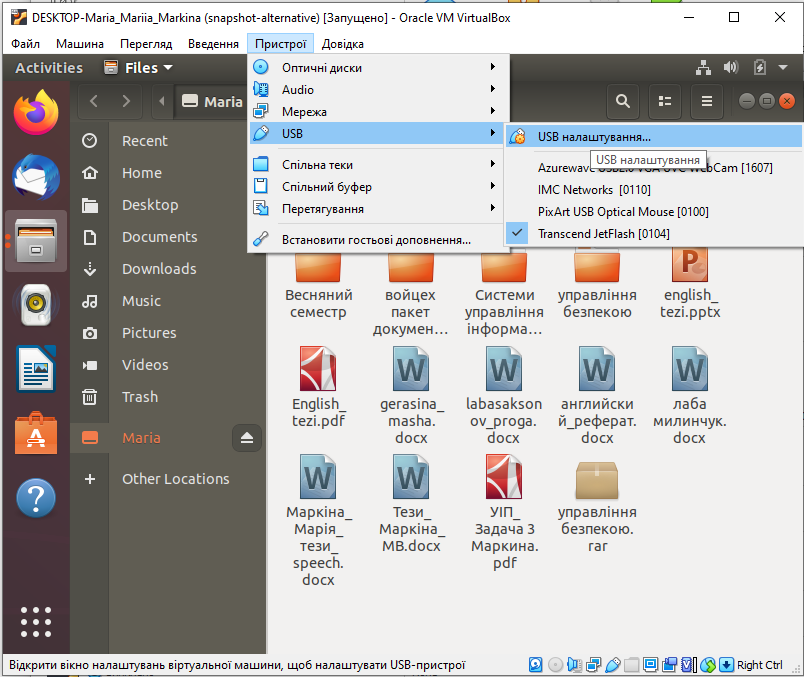 DESKTOP-Maria_Mariia_Markina (snapshot-alternative) [Запущено] - Oracle VM VirtualBox
Файл Машина Перегляд Введення Пристрої Довідка
Activities Files
Maria
Оптичні диски
Audio
Мережа
USB
Спільна теки
Спільний буфер
Перетягування
Встановити гостьові доповнення...
USB налаштування...
USB налаштування
Azurewave USB2.0 VGA UVC WebCam [1607]
IMC Networks [0110]
PixArt USB Optical Mouse [0100]
Transcend JetFlash [0104]
Recent
Home
Desktop
Documents
Downloads
Music
Pictures
Videos
Trash
Maria
Other Locations
Весняний
семестр
войцех
пакет
докумен...
Системи
управління
інформа...
управління
безпекою
english_
tezi.pptx
English_
tezi.pdf
gerasina_
masha.
docx
labasakson
ov_proga.
docx
английски
й_реферат.
docx
лаба
милинчук.
docx
Маркіна_
Марія_
тези_
speech.
docx
Тези_
Маркіна_
МВ.docx
УІП_
Задача 3
Маркина.
pdf
управління
безпекою.
rar
Відкрити вікно налаштувань віртуальної машини, щоб налаштувати USB-пристрої
Right Ctrl